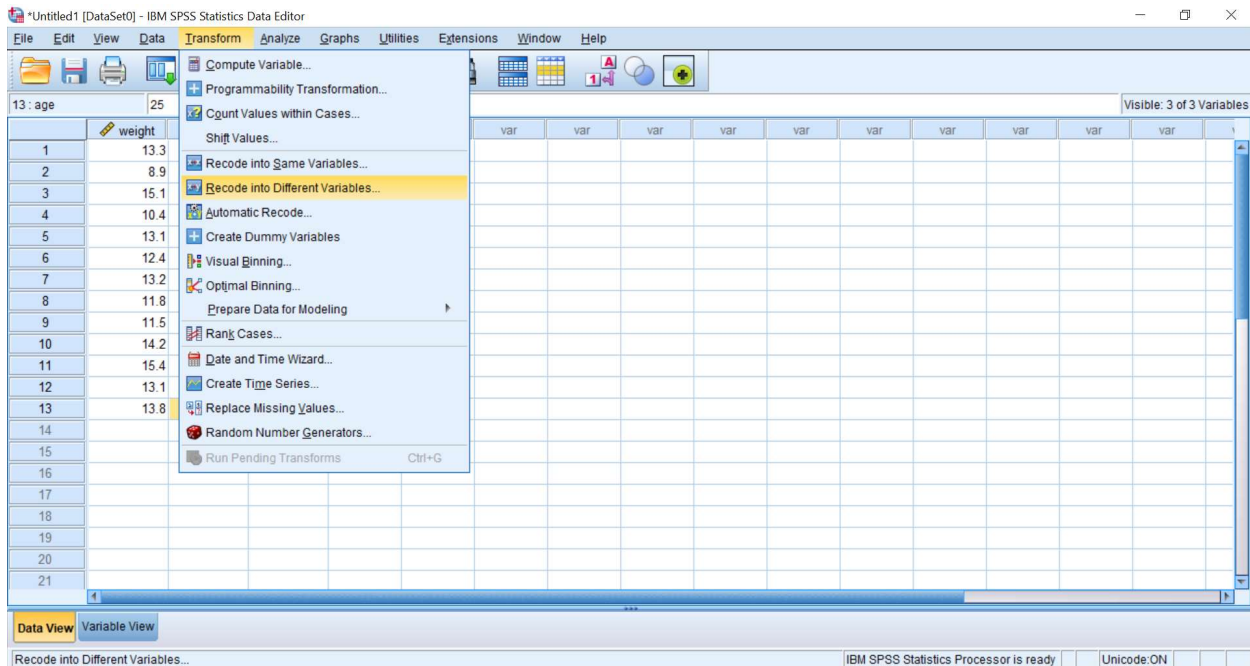 *Untitled1 [DataSet0] - IBM SPSS Statistics Data Editor
File Edit View Data Transform Analyze Graphs Utilities Extensions Window Help
13 : age 25 Visible: 3 of 3 Variables
weight var var var var var var var var var var
1 13.3
2 8.9
3 15.1
4 10.4
5 13.1
6 12.4
7 13.2
8 11.8
9 11.5
10 14.2
11 15.4
12 13.1
13 13.8
14
15
16
17
18
19
20
21
Compute Variable...
Programmability Transformation...
Count Values within Cases...
Shift Values...
Recode into Same Variables...
Recode into Different Variables...
Automatic Recode...
Create Dummy Variables
Visual Binning...
Optimal Binning...
Prepare Data for Modeling
Rank Cases...
Date and Time Wizard...
Create Time Series...
Replace Missing Values...
Random Number Generators...
Run Pending Transforms Ctrl+G
Data View Variable View
Recode into Different Variables... IBM SPSS Statistics Processor is ready Unicode:ON